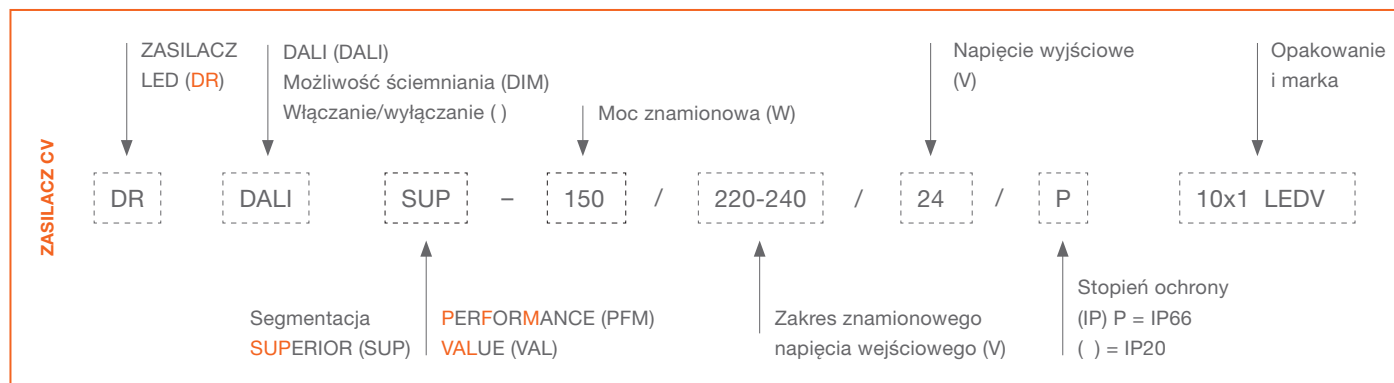 ZASILACZ CV
ZASILACZ
LED (DR)
DALI (DALI)
Możliwość ściemniania (DIM)
Włączanie/wyłączanie ( )
Moc znamionowa (W)
Napięcie wyjściowe
(V)
Opakowanie
i marka
DR DALI SUP – 150 / 220-240 / 24 / P 10x1 LEDV
Segmentacja
SUPERIOR (SUP)
PERFORMANCE (PFM)
VALUE (VAL)
Zakres znamionowego
napięcia wejściowego (V)
Stopień ochrony
(IP) P = IP66
( ) = IP20